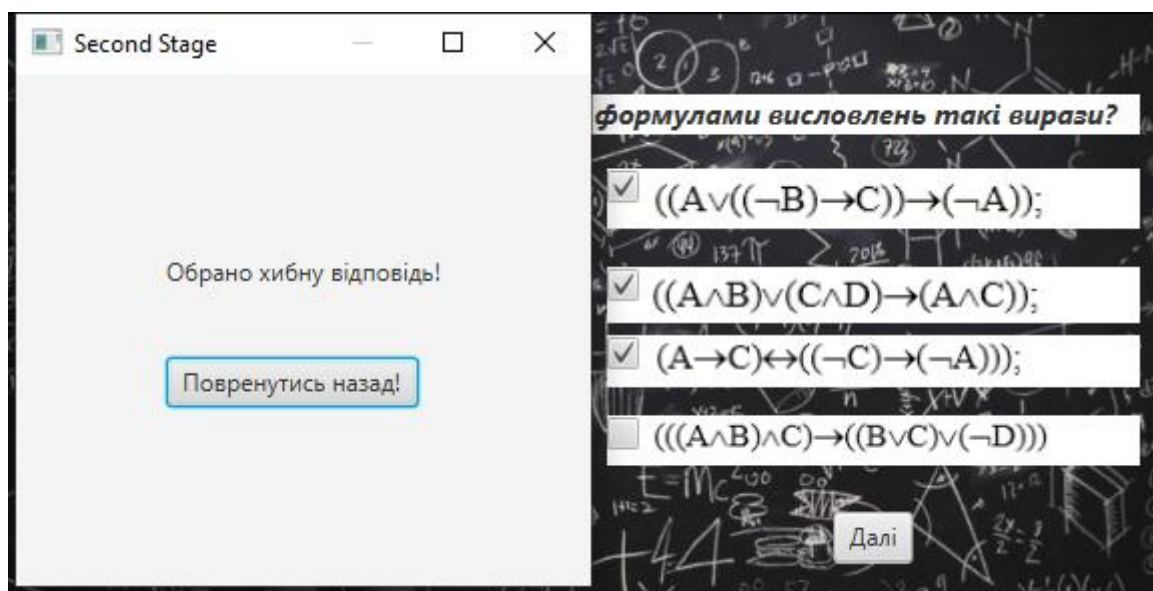 Second Stage
формулами висловлень такі вирази?
((A∨((¬B)→C))→(¬A));
Обрано хибну відповідь!
((A∧B)∨(C∧D)→(A∧C));
(A→C)↔((¬C)→(¬A)));
Повренутись назад!
(((A∧B)∧C)→((B∨C)∨(¬D)))
Далі